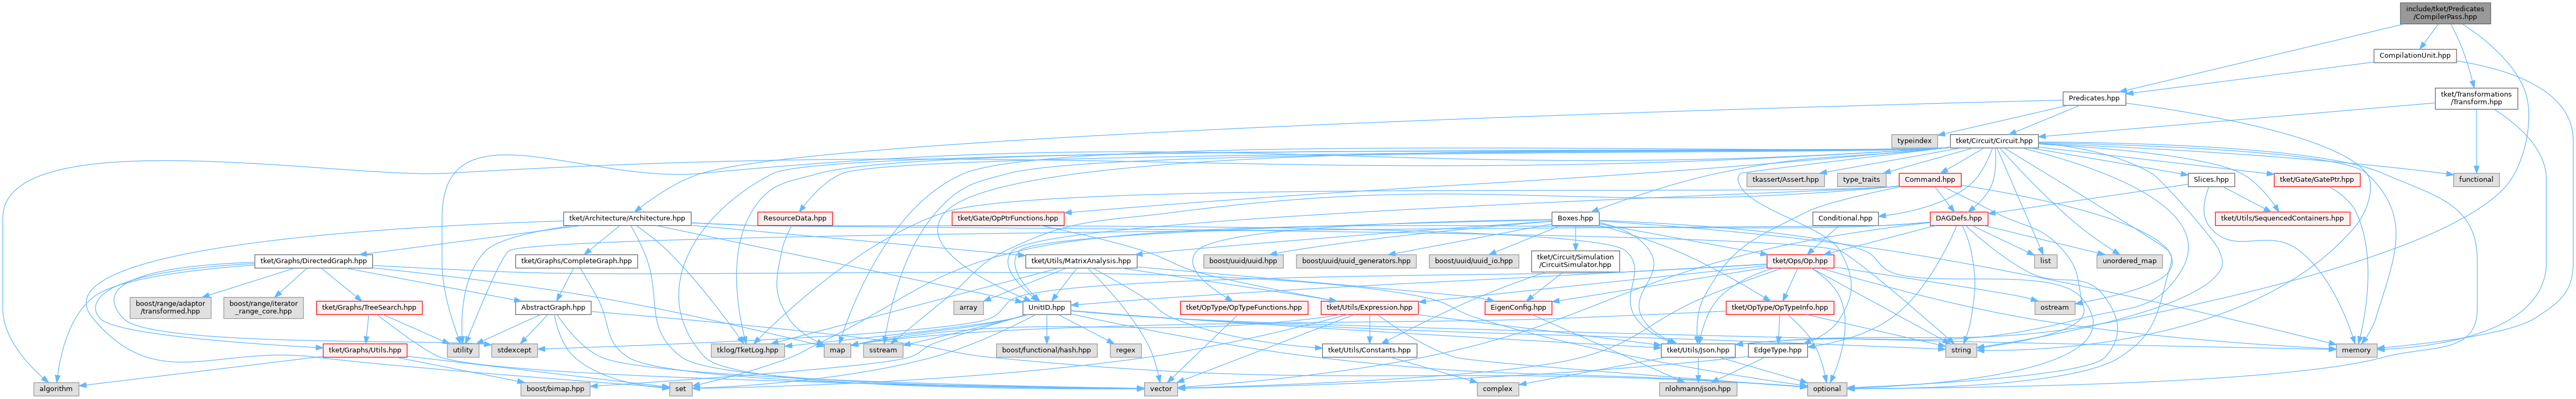 include/tket/Predicates
/CompilerPass.hpp
CompilationUnit.hpp
Predicates.hpp
tket/Transformations
/Transform.hpp
typeindex
tket/Circuit/Circuit.hpp
tkassert/Assert.hpp
type_traits
Command.hpp
Slices.hpp
tket/Gate/GatePtr.hpp
functional
tket/Architecture/Architecture.hpp
ResourceData.hpp
tket/Gate/OpPtrFunctions.hpp
Boxes.hpp
Conditional.hpp
DAGDefs.hpp
tket/Utils/SequencedContainers.hpp
tket/Graphs/DirectedGraph.hpp
tket/Graphs/CompleteGraph.hpp
tket/Utils/MatrixAnalysis.hpp
boost/uuid/uuid.hpp
boost/uuid/uuid_generators.hpp
boost/uuid/uuid_io.hpp
tket/Circuit/Simulation
/CircuitSimulator.hpp
tket/Ops/Op.hpp
list
unordered_map
boost/range/adaptor
/transformed.hpp
boost/range/iterator
_range_core.hpp
tket/Graphs/TreeSearch.hpp
AbstractGraph.hpp
array
UnitID.hpp
tket/OpType/OpTypeFunctions.hpp
tket/Utils/Expression.hpp
EigenConfig.hpp
tket/OpType/OpTypeInfo.hpp
ostream
tket/Graphs/Utils.hpp
utility
stdexcept
tklog/TketLog.hpp
map
sstream
boost/functional/hash.hpp
regex
tket/Utils/Constants.hpp
tket/Utils/Json.hpp
EdgeType.hpp
string
memory
algorithm
boost/bimap.hpp
set
vector
complex
nlohmann/json.hpp
optional